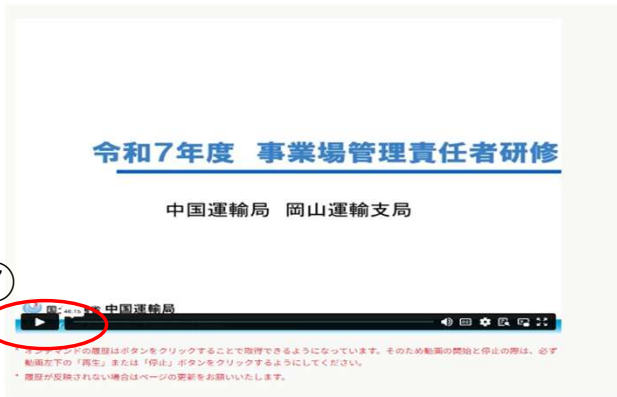 令和7年度 事業場管理責任者研修
中国運輸局 岡山運輸支局
国 中国運輸局
オンデマンドの履歴はボタンをクリックすることで取得できるようになっています。そのため動画の開始と停止の際は、必ず
動画左下の「再生」または「停止」ボタンをクリックするようにしてください。
* 履歴が反映されない場合はページの更新をお願いいたします。